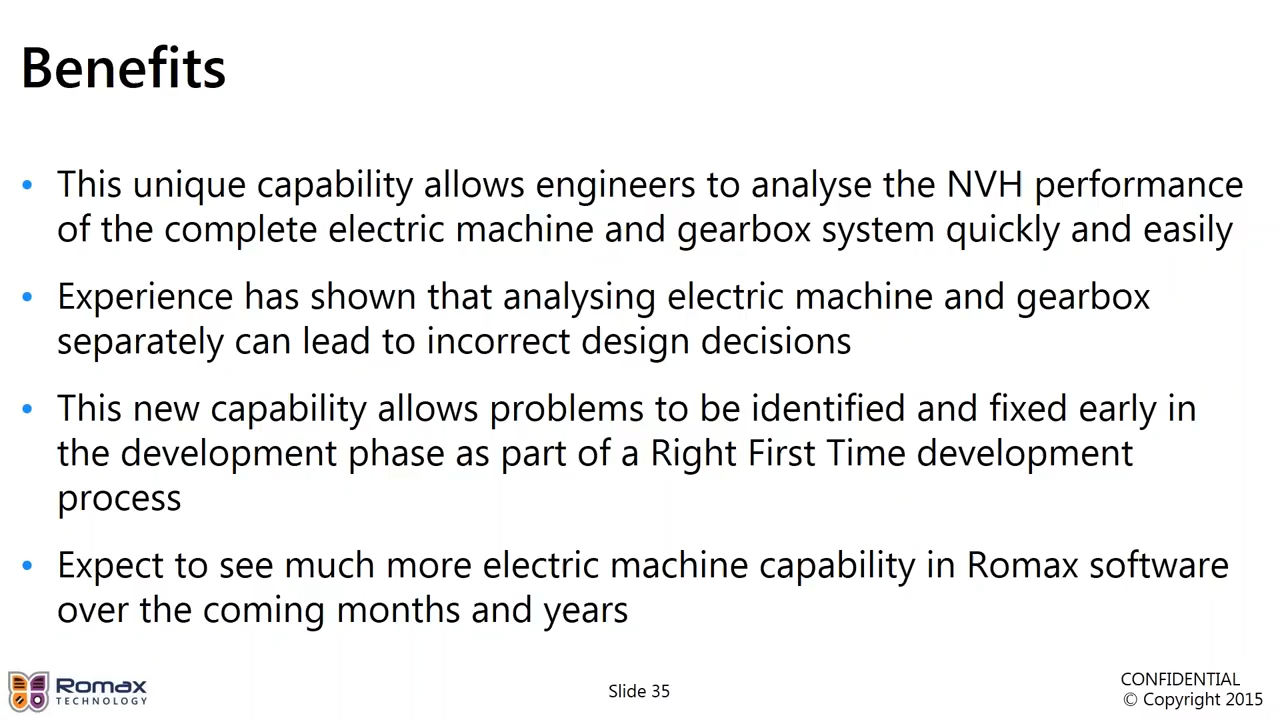 Benefits
• This unique capability allows engineers to analyse the NVH performance
of the complete electric machine and gearbox system quickly and easily
• Experience has shown that analysing electric machine and gearbox
separately can lead to incorrect design decisions
• This new capability allows problems to be identified and fixed early in
the development phase as part of a Right First Time development
process
• Expect to see much more electric machine capability in Romax software
over the coming months and years
Romax
TECHNOLOGY
Slide 35
CONFIDENTIAL
© Copyright 2015